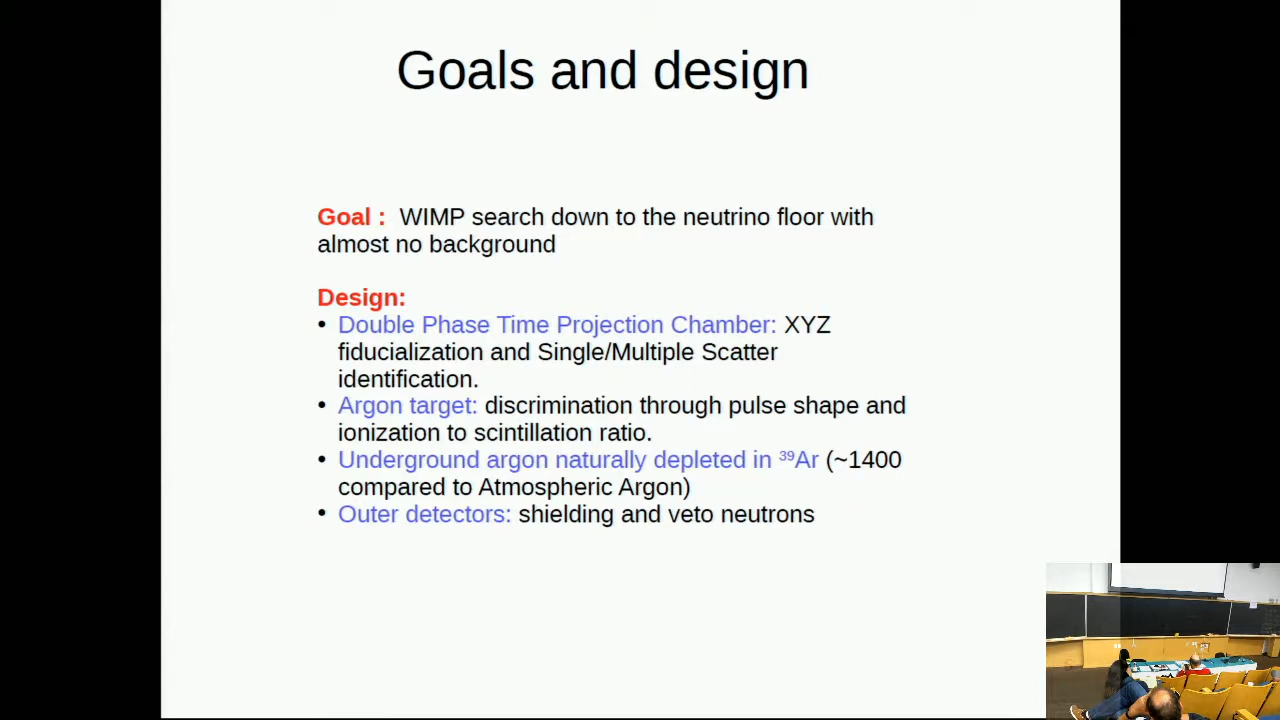 Goals and design
Goal :  WIMP search down to the neutrino floor with
almost no background
Design:
• Double Phase Time Projection Chamber: XYZ
fiducialization and Single/Multiple Scatter
identification.
• Argon target: discrimination through pulse shape and
ionization to scintillation ratio.
• Underground argon naturally depleted in ³⁹Ar (~1400
compared to Atmospheric Argon)
• Outer detectors: shielding and veto neutrons